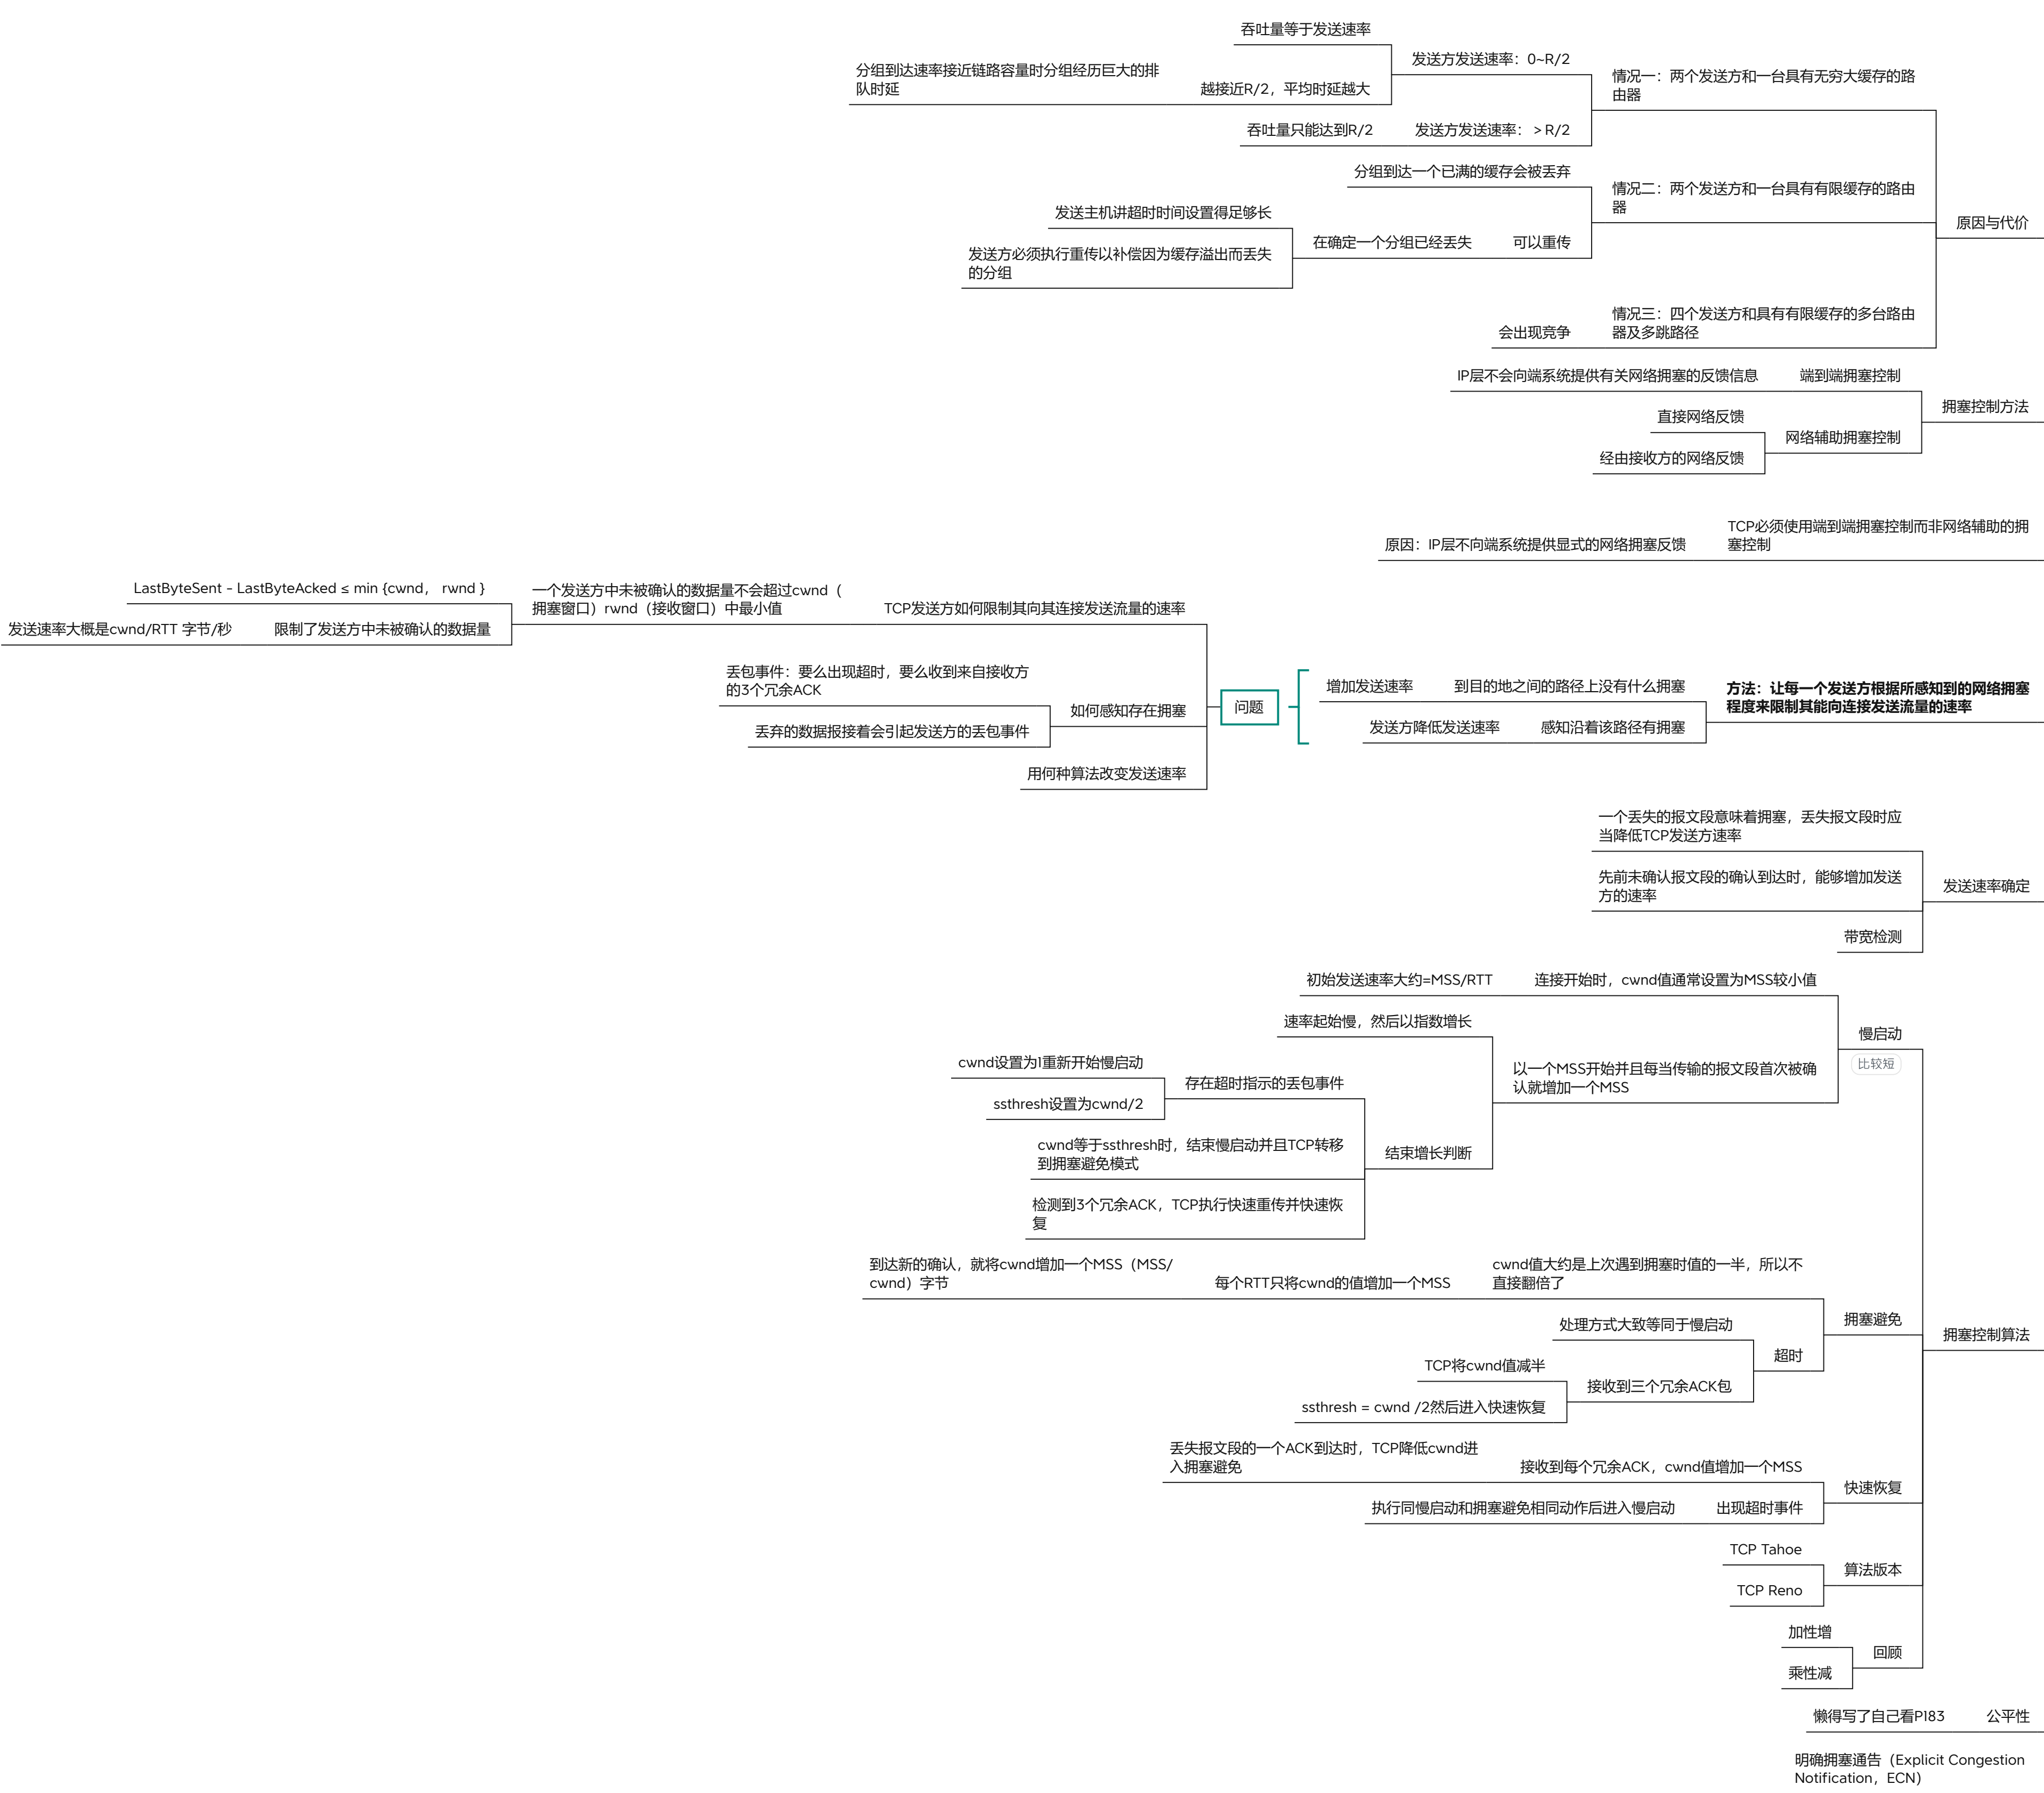 吞吐量等于发送速率
发送方发送速率：0~R/2
分组到达速率接近链路容量时分组经历巨大的排
队时延
越接近R/2，平均时延越大
情况一：两个发送方和一台具有无穷大缓存的路
由器
吞吐量只能达到R/2
发送方发送速率：＞R/2
分组到达一个已满的缓存会被丢弃
情况二：两个发送方和一台具有有限缓存的路由
器
发送主机讲超时时间设置得足够长
原因与代价
在确定一个分组已经丢失
可以重传
发送方必须执行重传以补偿因为缓存溢出而丢失
的分组
情况三：四个发送方和具有有限缓存的多台路由
器及多跳路径
会出现竞争
IP层不会向端系统提供有关网络拥塞的反馈信息
端到端拥塞控制
拥塞控制方法
直接网络反馈
网络辅助拥塞控制
经由接收方的网络反馈
TCP必须使用端到端拥塞控制而非网络辅助的拥
塞控制
原因：IP层不向端系统提供显式的网络拥塞反馈
LastByteSent - LastByteAcked ≤ min {cwnd， rwnd }
一个发送方中未被确认的数据量不会超过cwnd（
拥塞窗口）rwnd（接收窗口）中最小值
TCP发送方如何限制其向其连接发送流量的速率
发送速率大概是cwnd/RTT 字节/秒
限制了发送方中未被确认的数据量
丢包事件：要么出现超时，要么收到来自接收方
的3个冗余ACK
如何感知存在拥塞
丢弃的数据报接着会引起发送方的丢包事件
用何种算法改变发送速率
问题
增加发送速率
到目的地之间的路径上没有什么拥塞
方法：让每一个发送方根据所感知到的网络拥塞
程度来限制其能向连接发送流量的速率
发送方降低发送速率
感知沿着该路径有拥塞
一个丢失的报文段意味着拥塞，丢失报文段时应
当降低TCP发送方速率
先前未确认报文段的确认到达时，能够增加发送
方的速率
发送速率确定
带宽检测
初始发送速率大约=MSS/RTT
连接开始时，cwnd值通常设置为MSS较小值
速率起始慢，然后以指数增长
慢启动
比较短
cwnd设置为1重新开始慢启动
存在超时指示的丢包事件
以一个MSS开始并且每当传输的报文段首次被确
认就增加一个MSS
ssthresh设置为cwnd/2
cwnd等于ssthresh时，结束慢启动并且TCP转移
到拥塞避免模式
结束增长判断
检测到3个冗余ACK，TCP执行快速重传并快速恢
复
到达新的确认，就将cwnd增加一个MSS（MSS/
cwnd）字节
每个RTT只将cwnd的值增加一个MSS
cwnd值大约是上次遇到拥塞时值的一半，所以不
直接翻倍了
拥塞避免
拥塞控制算法
处理方式大致等同于慢启动
超时
TCP将cwnd值减半
接收到三个冗余ACK包
ssthresh = cwnd /2然后进入快速恢复
丢失报文段的一个ACK到达时，TCP降低cwnd进
入拥塞避免
接收到每个冗余ACK，cwnd值增加一个MSS
快速恢复
执行同慢启动和拥塞避免相同动作后进入慢启动
出现超时事件
TCP Tahoe
算法版本
TCP Reno
加性增
回顾
乘性减
懒得写了自己看P183
公平性
明确拥塞通告（Explicit Congestion
Notification，ECN）